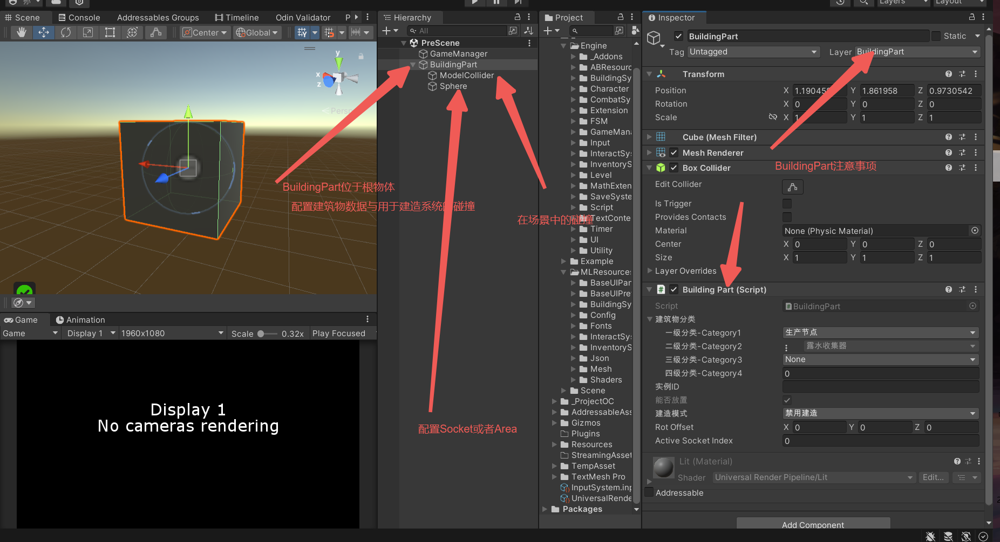 Layers
Layout
Scene
Console
Addressables Groups
Timeline
Odin Validator
P
Hierarchy
Project
Inspector
Center
Global
All
PreScene
GameManager
BuildingPart
ModelCollider
Sphere
y
x
z
Persp
Engine
_Addons
ABResourc
BuildingSy
Character
CombatSy
Extension
FSM
GameMana
Input
InteractSys
InventoryS
Level
MathExten
SaveSyste
Script
TextConte
Timer
UI
Utility
Example
MLResources
BaseUIPan
BaseUIPre
BuildingSy
Config
Fonts
InteractSys
InventoryS
Json
Mesh
Shaders
Scene
_ProjectOC
AddressableAss
Gizmos
Plugins
Resources
StreamingAsset
TempAsset
TextMesh Pro
InputSystem.inp
UniversalRende
Packages
BuildingPart
Static
Tag Untagged
Layer BuildingPart
Transform
Position X 1.190458 Y 1.861958 Z 0.9730542
Rotation X 0 Y 0 Z 0
Scale X 1 Y 1 Z 1
Cube (Mesh Filter)
Mesh Renderer
Box Collider
BuildingPart注意事项
Edit Collider
Is Trigger
Provides Contacts
Material None (Physic Material)
Center X 0 Y 0 Z 0
Size X 1 Y 1 Z 1
Layer Overrides
Building Part (Script)
Script BuildingPart
建筑物分类
一级分类-Category1 生产节点
二级分类-Category2 露水收集器
三级分类-Category3 None
四级分类-Category4 0
实例ID
能否放置
建造模式 禁用建造
Rot Offset X 0 Y 0 Z 0
Active Socket Index 0
Lit (Material)
Shader Universal Render Pipeline/Lit Edit...
Addressable
Add Component
BuildingPart位于根物体
配置建筑物数据与用于建造系统的碰撞
在场景中的碰撞
配置Socket或者Area
Game
Animation
Game Display 1 1960x1080 Scale 0.32x Play Focused
Display 1
No cameras rendering